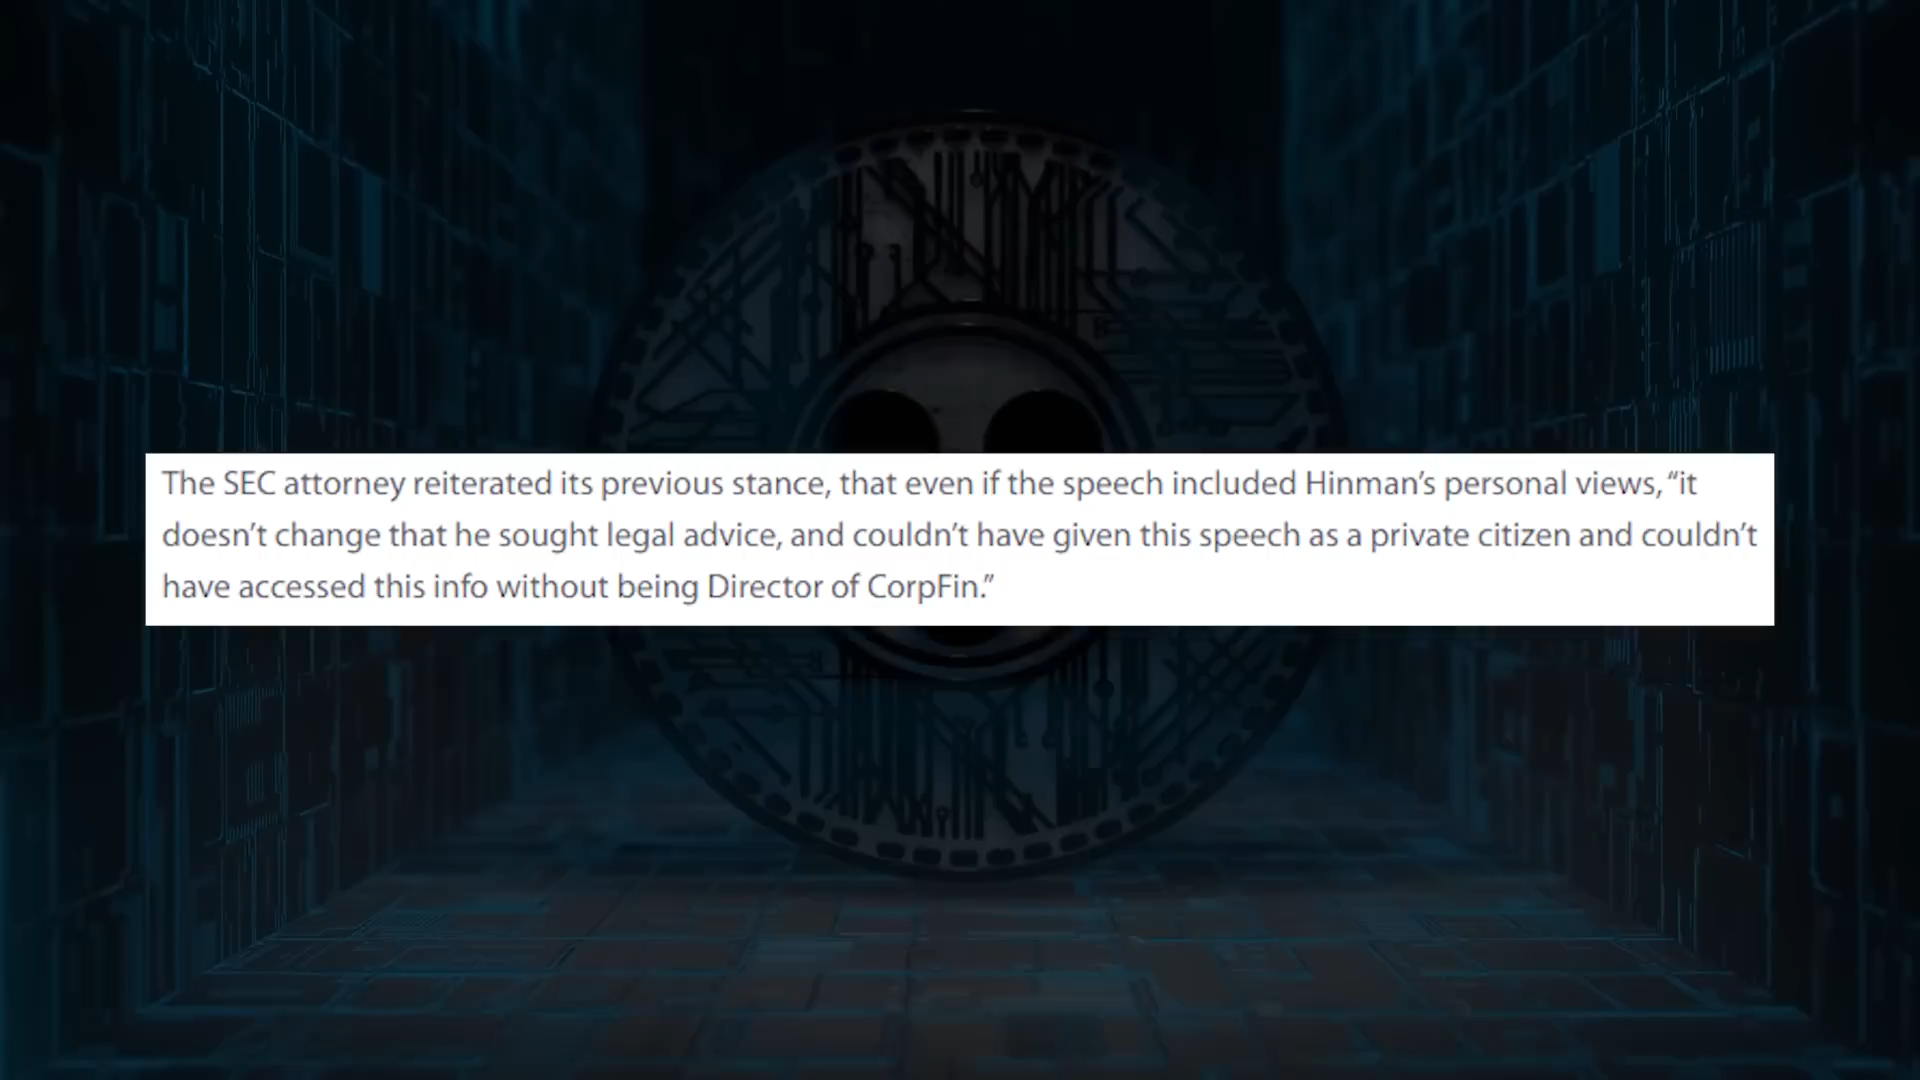 The SEC attorney reiterated its previous stance, that even if the speech included Hinman’s personal views, “it
doesn’t change that he sought legal advice, and couldn’t have given this speech as a private citizen and couldn’t
have accessed this info without being Director of CorpFin.”